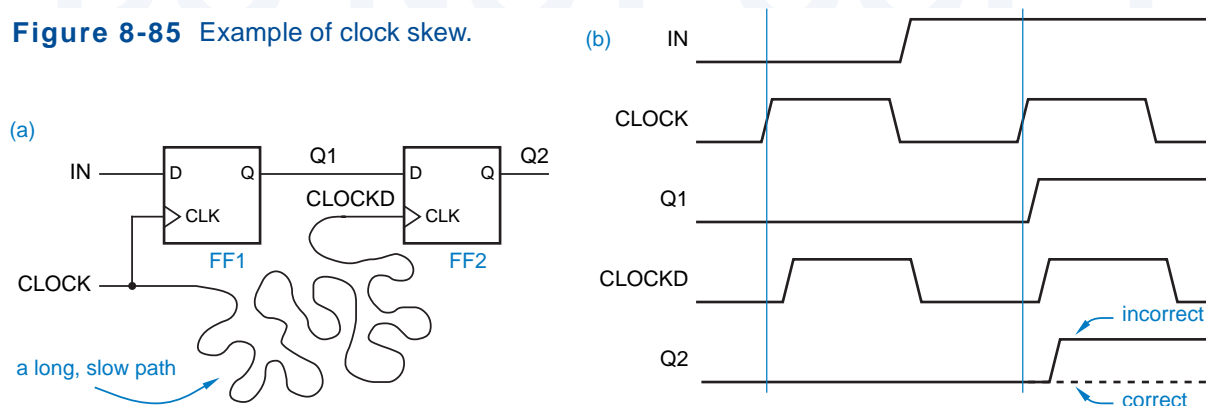 Figure 8-85 Example of clock skew.
(a)
IN
D
Q
CLK
FF1
Q1
CLOCKD
D
Q
CLK
FF2
Q2
CLOCK
a long, slow path
(b)
IN
CLOCK
Q1
CLOCKD
incorrect
Q2
correct